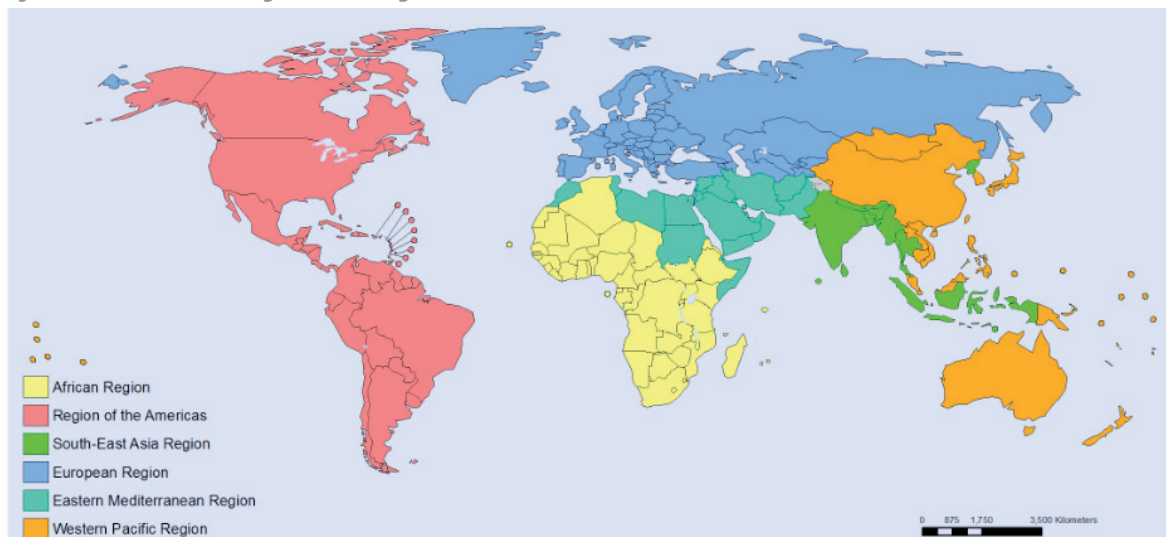 African Region
Region of the Americas
South-East Asia Region
European Region
Eastern Mediterranean Region
Western Pacific Region
0 875 1,750 3,500 Kilometers